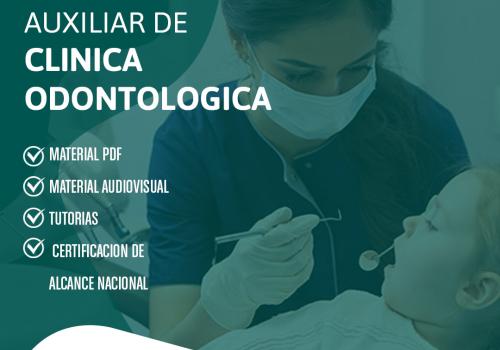 AUXILIAR DE
CLINICA
ODONTOLOGICA
MATERIAL PDF
MATERIAL AUDIOVISUAL
TUTORIAS
CERTIFICACION DE
ALCANCE NACIONAL